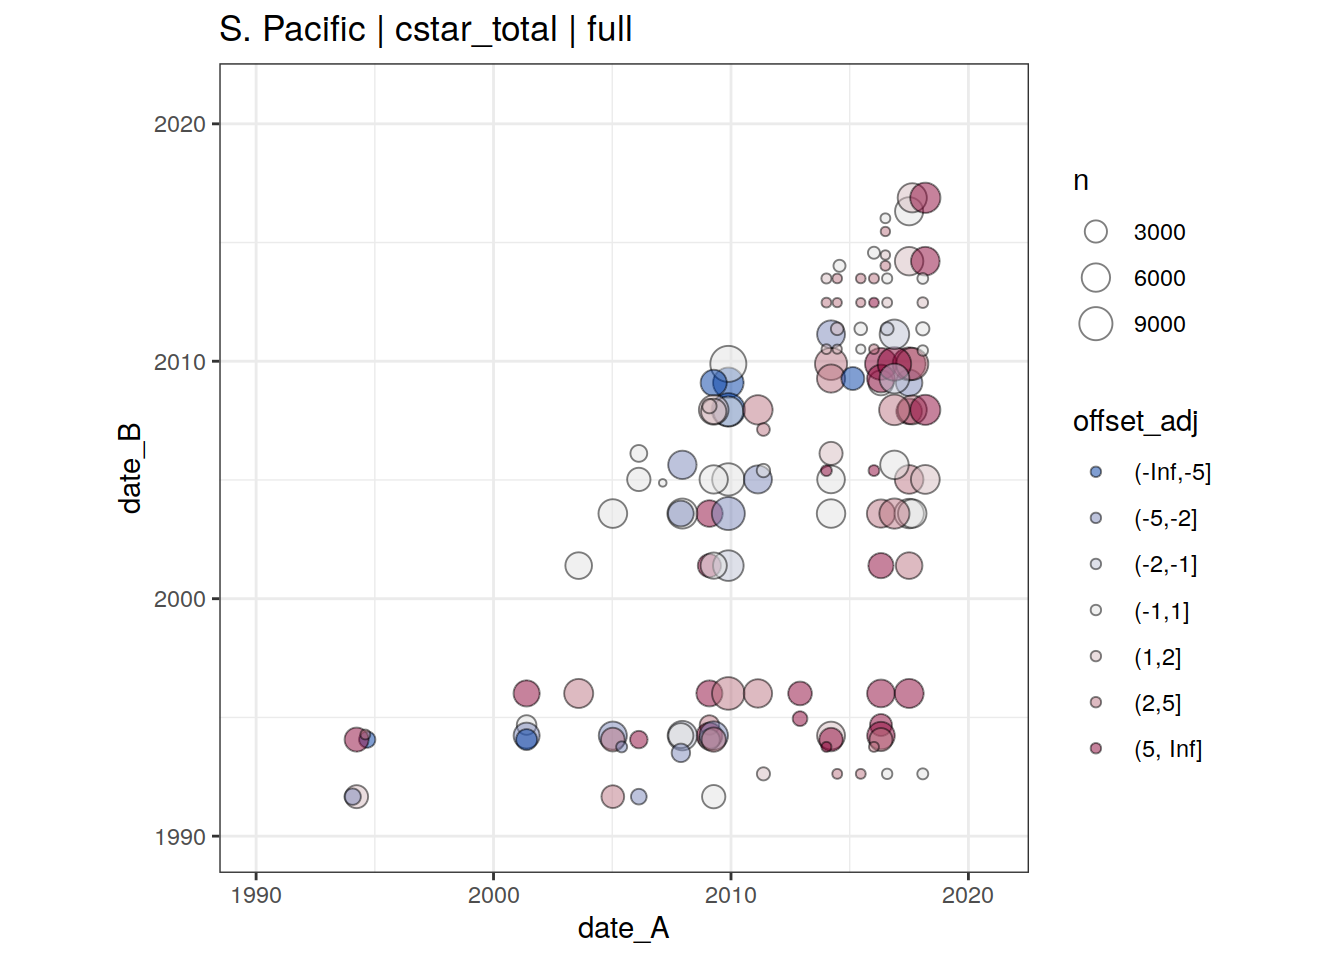 S. Pacific | cstar_total | full
date_B
2020
2010
2000
1990
1990
2000
2010
2020
date_A
n
3000
6000
9000
offset_adj
(-Inf,-5]
(-5,-2]
(-2,-1]
(-1,1]
(1,2]
(2,5]
(5, Inf]